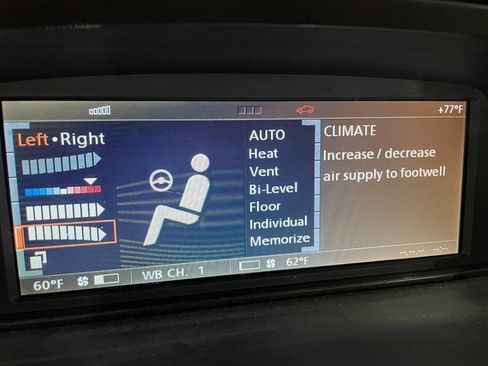 +77°F
Left • Right
AUTO
Heat
Vent
Bi-Level
Floor
Individual
Memorize
CLIMATE
Increase / decrease
air supply to footwell
60°F
WB CH. 1
62°F